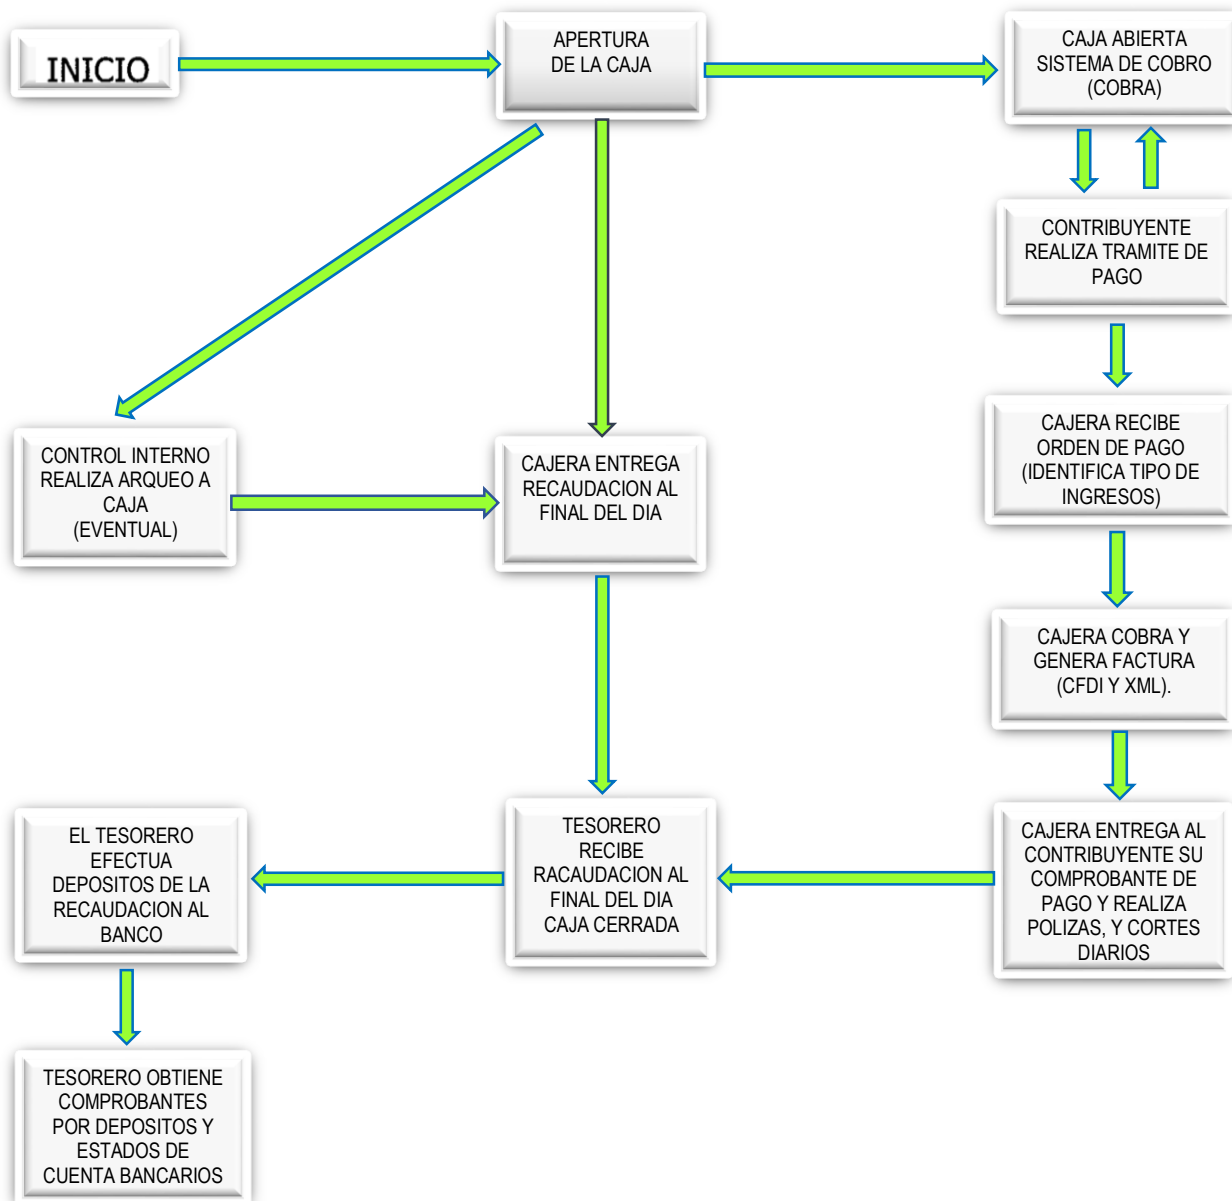 INICIO
APERTURA
DE LA CAJA
CAJA ABIERTA
SISTEMA DE COBRO
(COBRA)
CONTRIBUYENTE
REALIZA TRAMITE DE
PAGO
CONTROL INTERNO
REALIZA ARQUEO A
CAJA
(EVENTUAL)
CAJERA ENTREGA
RECAUDACION AL
FINAL DEL DIA
CAJERA RECIBE
ORDEN DE PAGO
(IDENTIFICA TIPO DE
INGRESOS)
CAJERA COBRA Y
GENERA FACTURA
(CFDI Y XML).
EL TESORERO
EFECTUA
DEPOSITOS DE LA
RECAUDACION AL
BANCO
TESORERO
RECIBE
RACAUDACION AL
FINAL DEL DIA
CAJA CERRADA
CAJERA ENTREGA AL
CONTRIBUYENTE SU
COMPROBANTE DE
PAGO Y REALIZA
POLIZAS, Y CORTES
DIARIOS
TESORERO OBTIENE
COMPROBANTES
POR DEPOSITOS Y
ESTADOS DE
CUENTA BANCARIOS